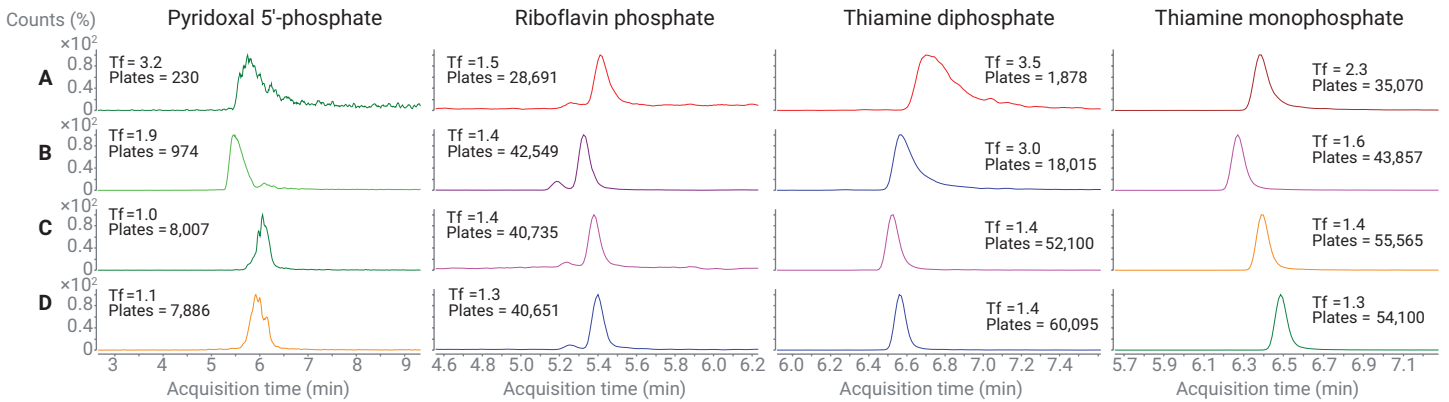 Counts (%)
Pyridoxal 5'-phosphate
Riboflavin phosphate
Thiamine diphosphate
Thiamine monophosphate
A
×10²
0.8
0.4
0
Tf = 3.2
Plates = 230
Tf =1.5
Plates = 28,691
Tf = 3.5
Plates = 1,878
Tf = 2.3
Plates = 35,070
B
×10²
0.8
0.4
0
Tf =1.9
Plates = 974
Tf =1.4
Plates = 42,549
Tf = 3.0
Plates = 18,015
Tf =1.6
Plates = 43,857
C
×10²
0.8
0.4
0
Tf =1.0
Plates = 8,007
Tf =1.4
Plates = 40,735
Tf =1.4
Plates =52,100
Tf =1.4
Plates = 55,565
D
×10²
0.8
0.4
0
Tf =1.1
Plates = 7,886
Tf =1.3
Plates = 40,651
Tf =1.4
Plates = 60,095
Tf =1.3
Plates = 54,100
3 4 5 6 7 8 9
4.6 4.8 5.0 5.2 5.4 5.6 5.8 6.0 6.2
6.0 6.2 6.4 6.6 6.8 7.0 7.2 7.4
5.7 5.9 6.1 6.3 6.5 6.7 6.9 7.1
Acquisition time (min)
Acquisition time (min)
Acquisition time (min)
Acquisition time (min)